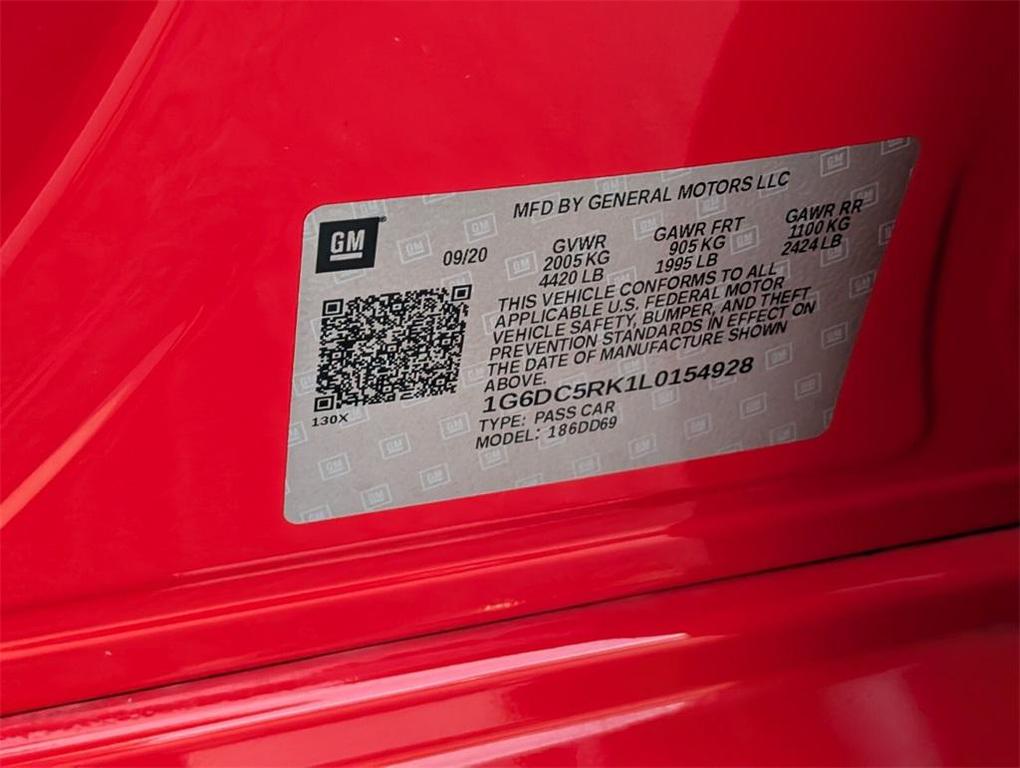 MFD BY GENERAL MOTORS LLC
GM
09/20
GVWR
2005 KG
4420 LB
GAWR FRT
905 KG
1995 LB
GAWR RR
1100 KG
2424 LB
THIS VEHICLE CONFORMS TO ALL
APPLICABLE U.S. FEDERAL MOTOR
VEHICLE SAFETY, BUMPER, AND THEFT
PREVENTION STANDARDS IN EFFECT ON
THE DATE OF MANUFACTURE SHOWN
ABOVE.
1G6DC5RK1L0154928
TYPE: PASS CAR
MODEL: 186DD69
130X